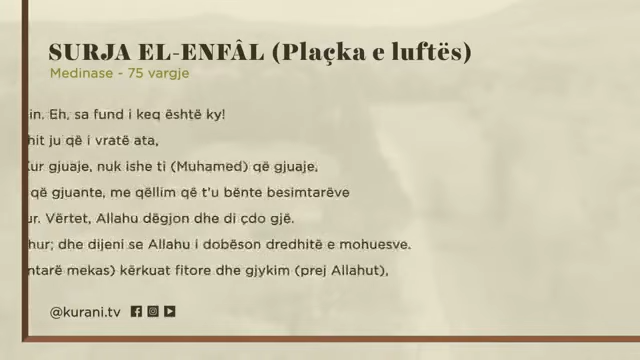 SURJA EL-ENFÂL (Plaçka e luftës)
Medinase - 75 vargje
in. Eh, sa fund i keq është ky!
hit ju që i vratë ata,
Kur gjuaje, nuk ishe ti (Muhamed) që gjuaje,
që gjuante, me qëllim që t'u bënte besimtarëve
ur. Vërtet, Allahu dëgjon dhe di çdo gjë.
hur; dhe dijeni se Allahu i dobëson dredhitë e mohuesve.
ntarë mekas) kërkuat fitore dhe gjykim (prej Allahut),
@kurani.tv